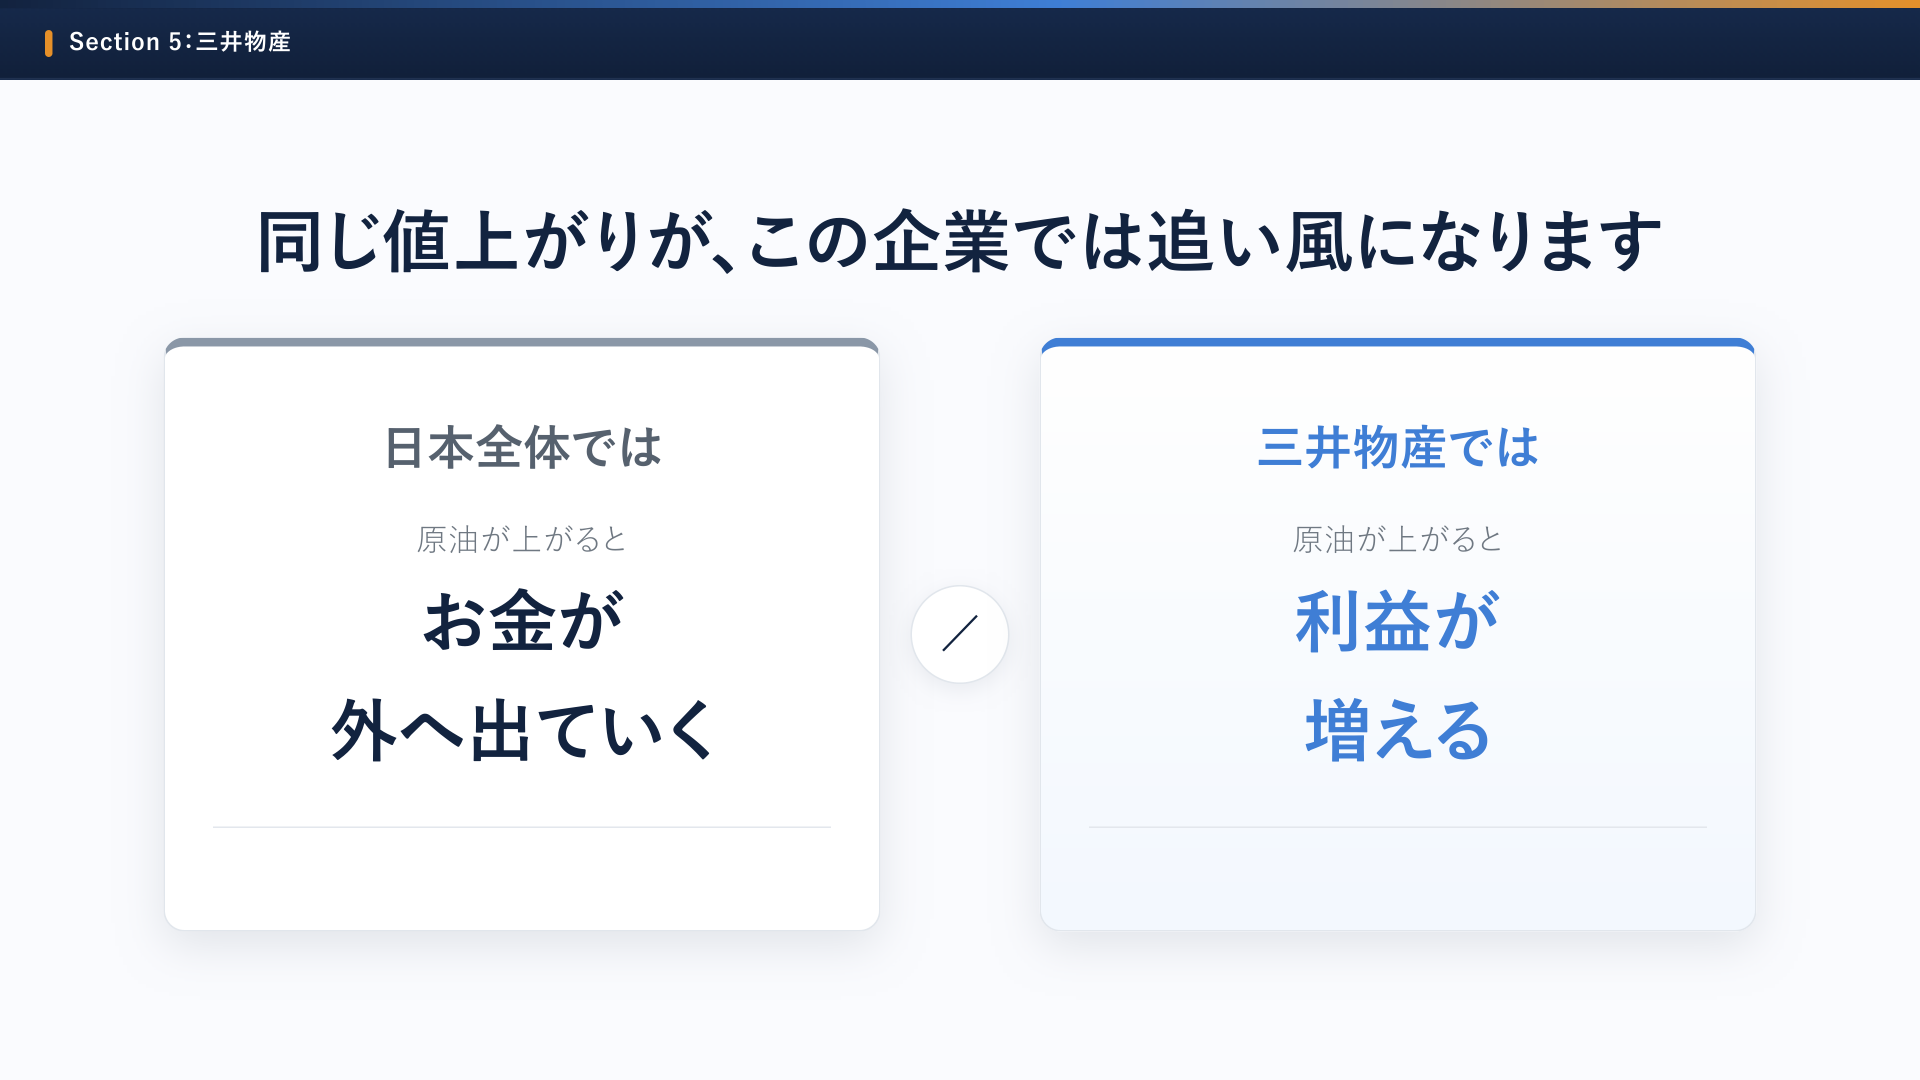 Section 5：三井物産
同じ値上がりが、この企業では追い風になります
日本全体では
原油が上がると
お金が
外へ出ていく
／
三井物産では
原油が上がると
利益が
増える